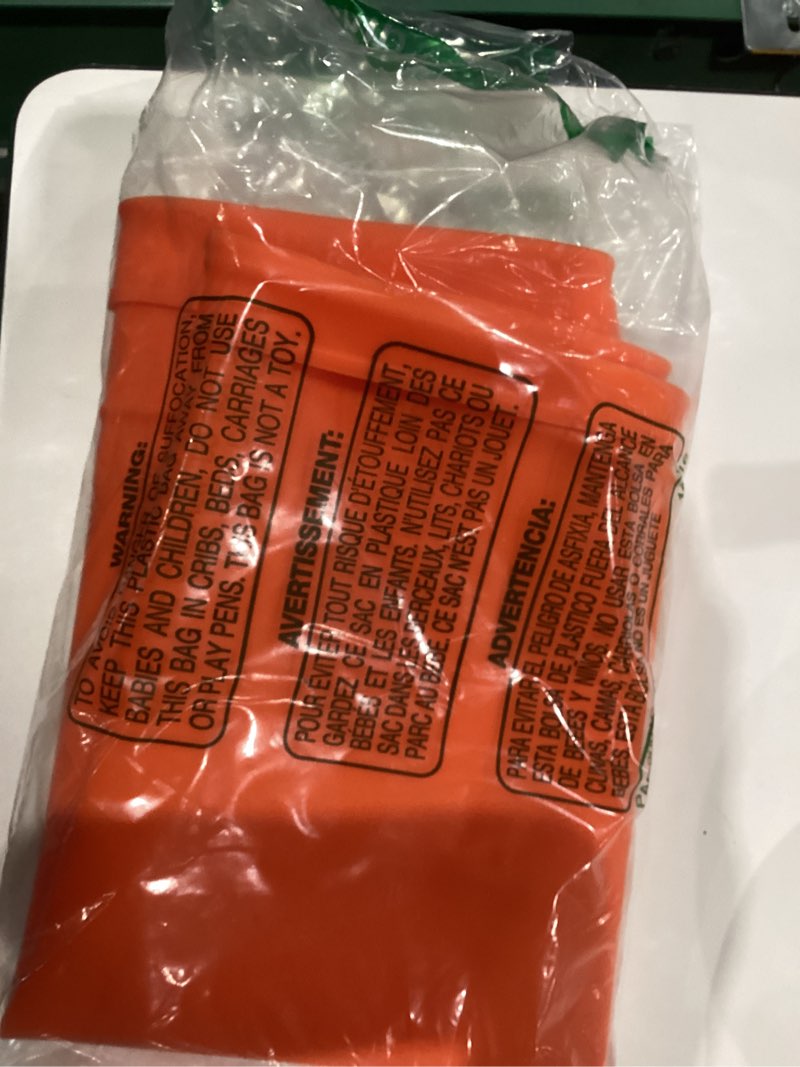 WARNING:
TO AVOID DANGER OF SUFFOCATION,
KEEP THIS PLASTIC BAG AWAY FROM
BABIES AND CHILDREN, DO NOT USE
THIS BAG IN CRIBS, BEDS, CARRIAGES
OR PLAY PENS. THIS BAG IS NOT A TOY.
AVERTISSEMENT:
POUR EVITER TOUT RISQUE D'ÉTOUFFEMENT,
GARDEZ CE SAC EN PLASTIQUE LOIN DES
BEBES ET LES ENFANTS. N'UTILISEZ PAS CE
SAC DANS LES BERCEAUX, LITS, CHARIOTS OU
PARC AU BASE. CE SAC N'EST PAS UN JOUET.
ADVERTENCIA:
PARA EVITAR EL PELIGRO DE ASFIXIA, MANTENGA
ESTA BOLSA DE PLASTICO FUERA DEL ALCANCE
DE BEBES Y NIÑOS. NO USAR ESTA BOLSA EN
CUNAS, CAMAS, CARRIOLAS O CORRALES PARA
BEBES. ESTA BOLSA NO ES UN JUGUETE